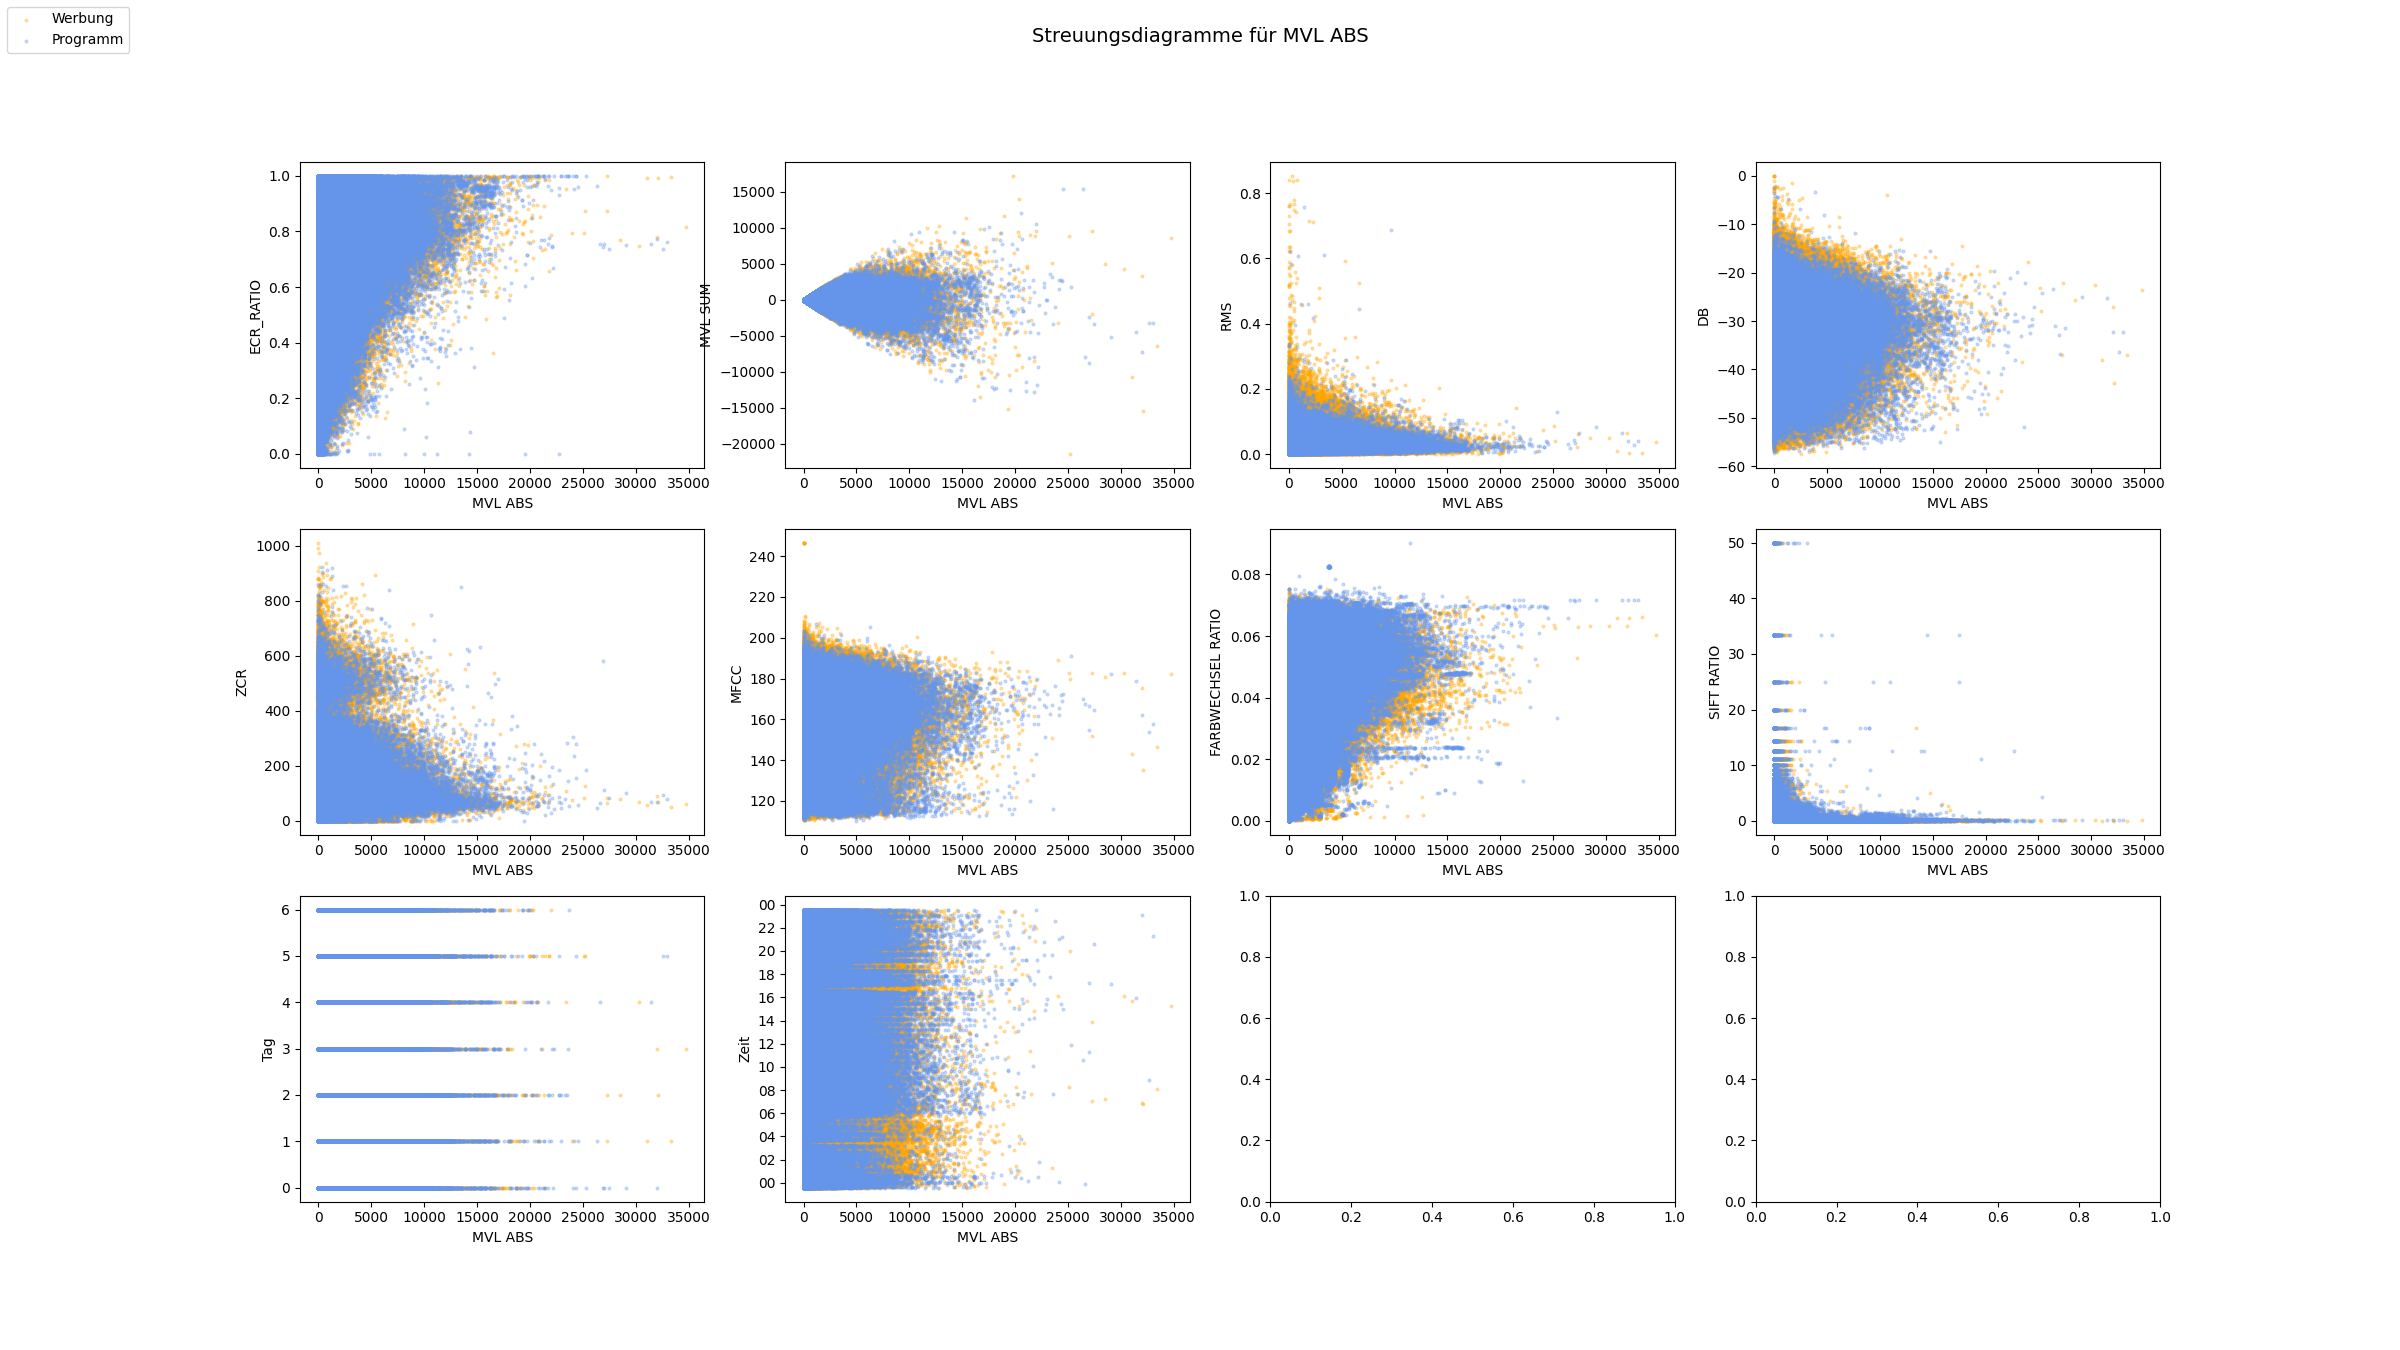 Werbung
Programm
Streuungsdiagramme für MVL ABS
1.0
0.8
0.6
0.4
0.2
0.0
ECR_RATIO
0 5000 10000 15000 20000 25000 30000 35000
MVL ABS
15000
10000
5000
0
−5000
−10000
−15000
−20000
MVL SUM
0 5000 10000 15000 20000 25000 30000 35000
MVL ABS
0.8
0.6
0.4
0.2
0.0
RMS
0 5000 10000 15000 20000 25000 30000 35000
MVL ABS
0
−10
−20
−30
−40
−50
−60
DB
0 5000 10000 15000 20000 25000 30000 35000
MVL ABS
1000
800
600
400
200
0
ZCR
0 5000 10000 15000 20000 25000 30000 35000
MVL ABS
240
220
200
180
160
140
120
MFCC
0 5000 10000 15000 20000 25000 30000 35000
MVL ABS
0.08
0.06
0.04
0.02
0.00
FARBWECHSEL RATIO
0 5000 10000 15000 20000 25000 30000 35000
MVL ABS
50
40
30
20
10
0
SIFT RATIO
0 5000 10000 15000 20000 25000 30000 35000
MVL ABS
6
5
4
3
2
1
0
Tag
0 5000 10000 15000 20000 25000 30000 35000
MVL ABS
00
22
20
18
16
14
12
10
08
06
04
02
00
Zeit
0 5000 10000 15000 20000 25000 30000 35000
MVL ABS
1.0
0.8
0.6
0.4
0.2
0.0
0.0 0.2 0.4 0.6 0.8 1.0
1.0
0.8
0.6
0.4
0.2
0.0
0.0 0.2 0.4 0.6 0.8 1.0